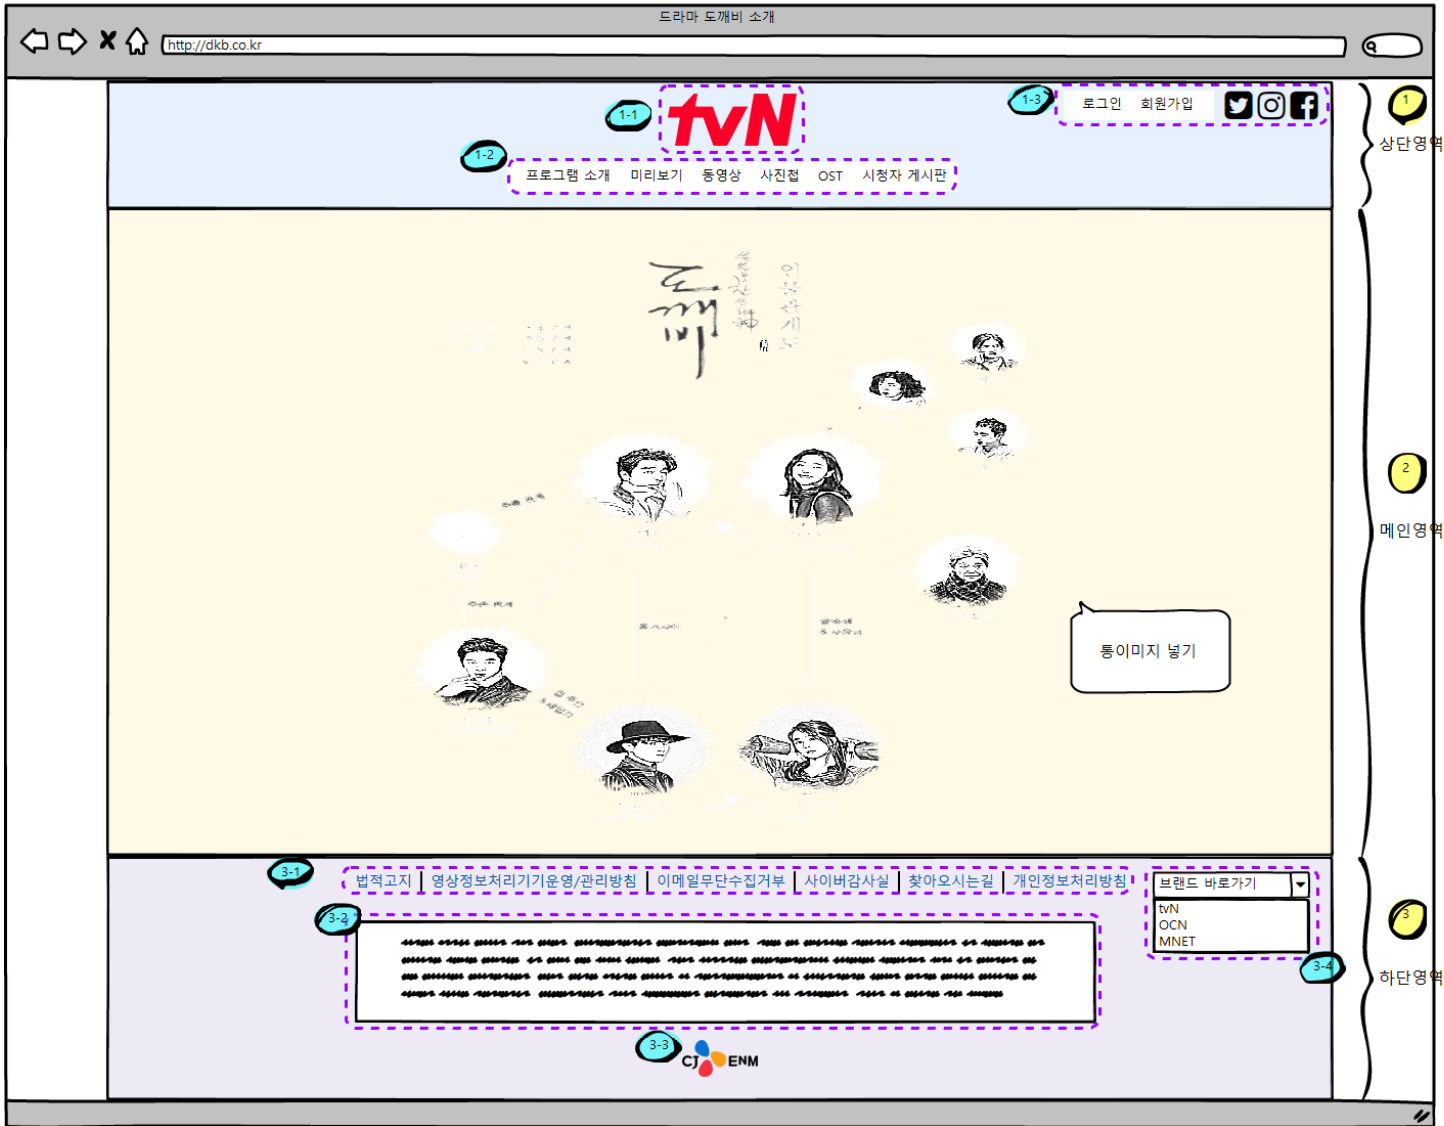 드라마 도깨비 소개
http://dkb.co.kr
1-1
tvN
1-3
로그인 회원가입
1
상단영역
1-2
프로그램 소개 미리보기 동영상 사진첩 OST 시청자 게시판
도깨비
인물관계도
2
메인영역
통이미지 넣기
3-1
법적고지 영상정보처리기기운영/관리방침 이메일무단수집거부 사이버감사실 찾아오시는길 개인정보처리방침
브랜드 바로가기
tvN
OCN
MNET
3-2
3
3-4
하단영역
3-3
CJ ENM